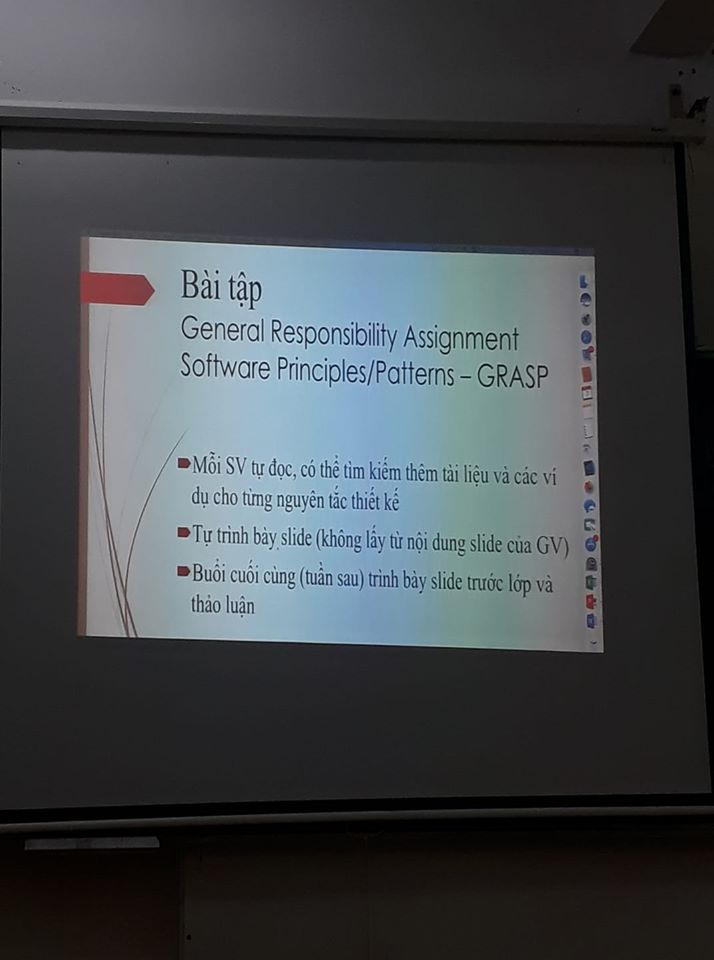 Bài tập
General Responsibility Assignment
Software Principles/Patterns – GRASP
Mỗi SV tự đọc, có thể tìm kiếm thêm tài liệu và các ví
dụ cho từng nguyên tắc thiết kế
Tự trình bày slide (không lấy từ nội dung slide của GV)
Buổi cuối cùng (tuần sau) trình bày slide trước lớp và
thảo luận